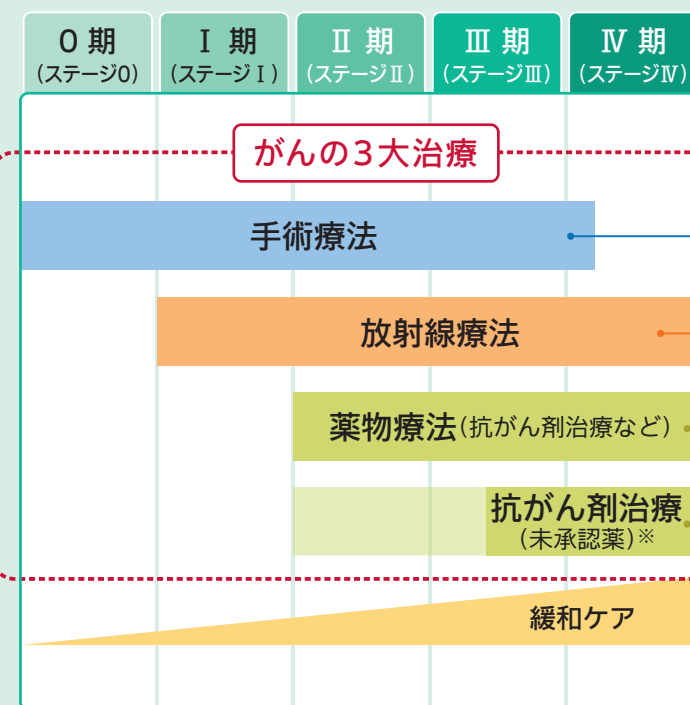 0 期
(ステージ0)
Ⅰ 期
(ステージⅠ)
Ⅱ 期
(ステージⅡ)
Ⅲ 期
(ステージⅢ)
Ⅳ 期
(ステージⅣ)
がんの3大治療
手術療法
放射線療法
薬物療法(抗がん剤治療など)
抗がん剤治療
(未承認薬)※
緩和ケア